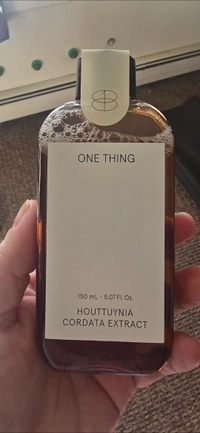 ONE THING
150 mL - 5.07 Fl. Oz.
HOUTTUYNIA
CORDATA EXTRACT